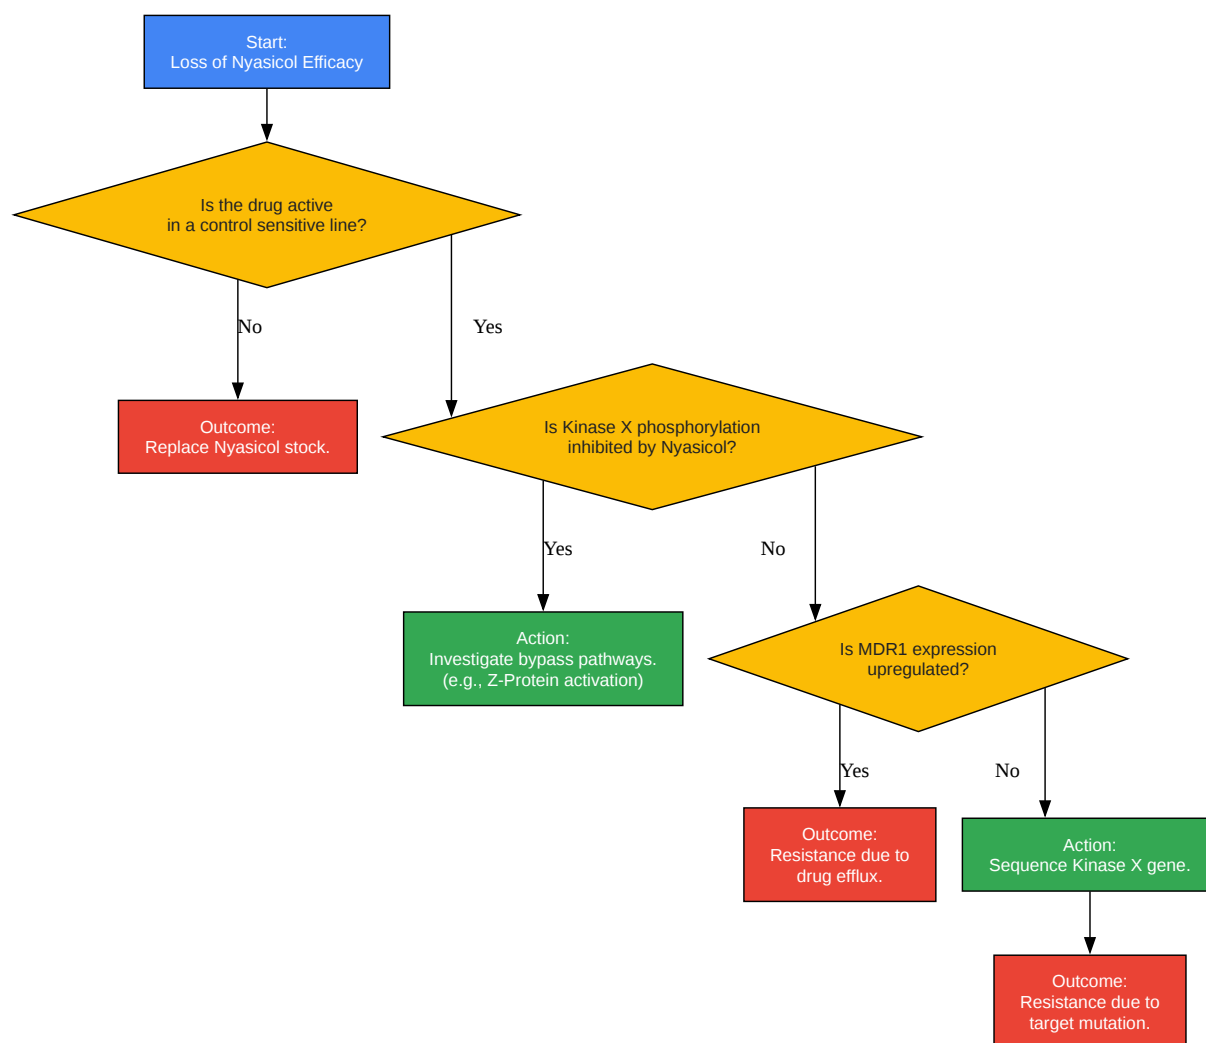 Start:
Loss of Nyasicol Efficacy
Is the drug active
in a control sensitive line?
No
Yes
Outcome:
Replace Nyasicol stock.
Is Kinase X phosphorylation
inhibited by Nyasicol?
Yes
No
Action:
Investigate bypass pathways.
(e.g., Z-Protein activation)
Is MDR1 expression
upregulated?
Yes
No
Outcome:
Resistance due to
drug efflux.
Action:
Sequence Kinase X gene.
Outcome:
Resistance due to
target mutation.